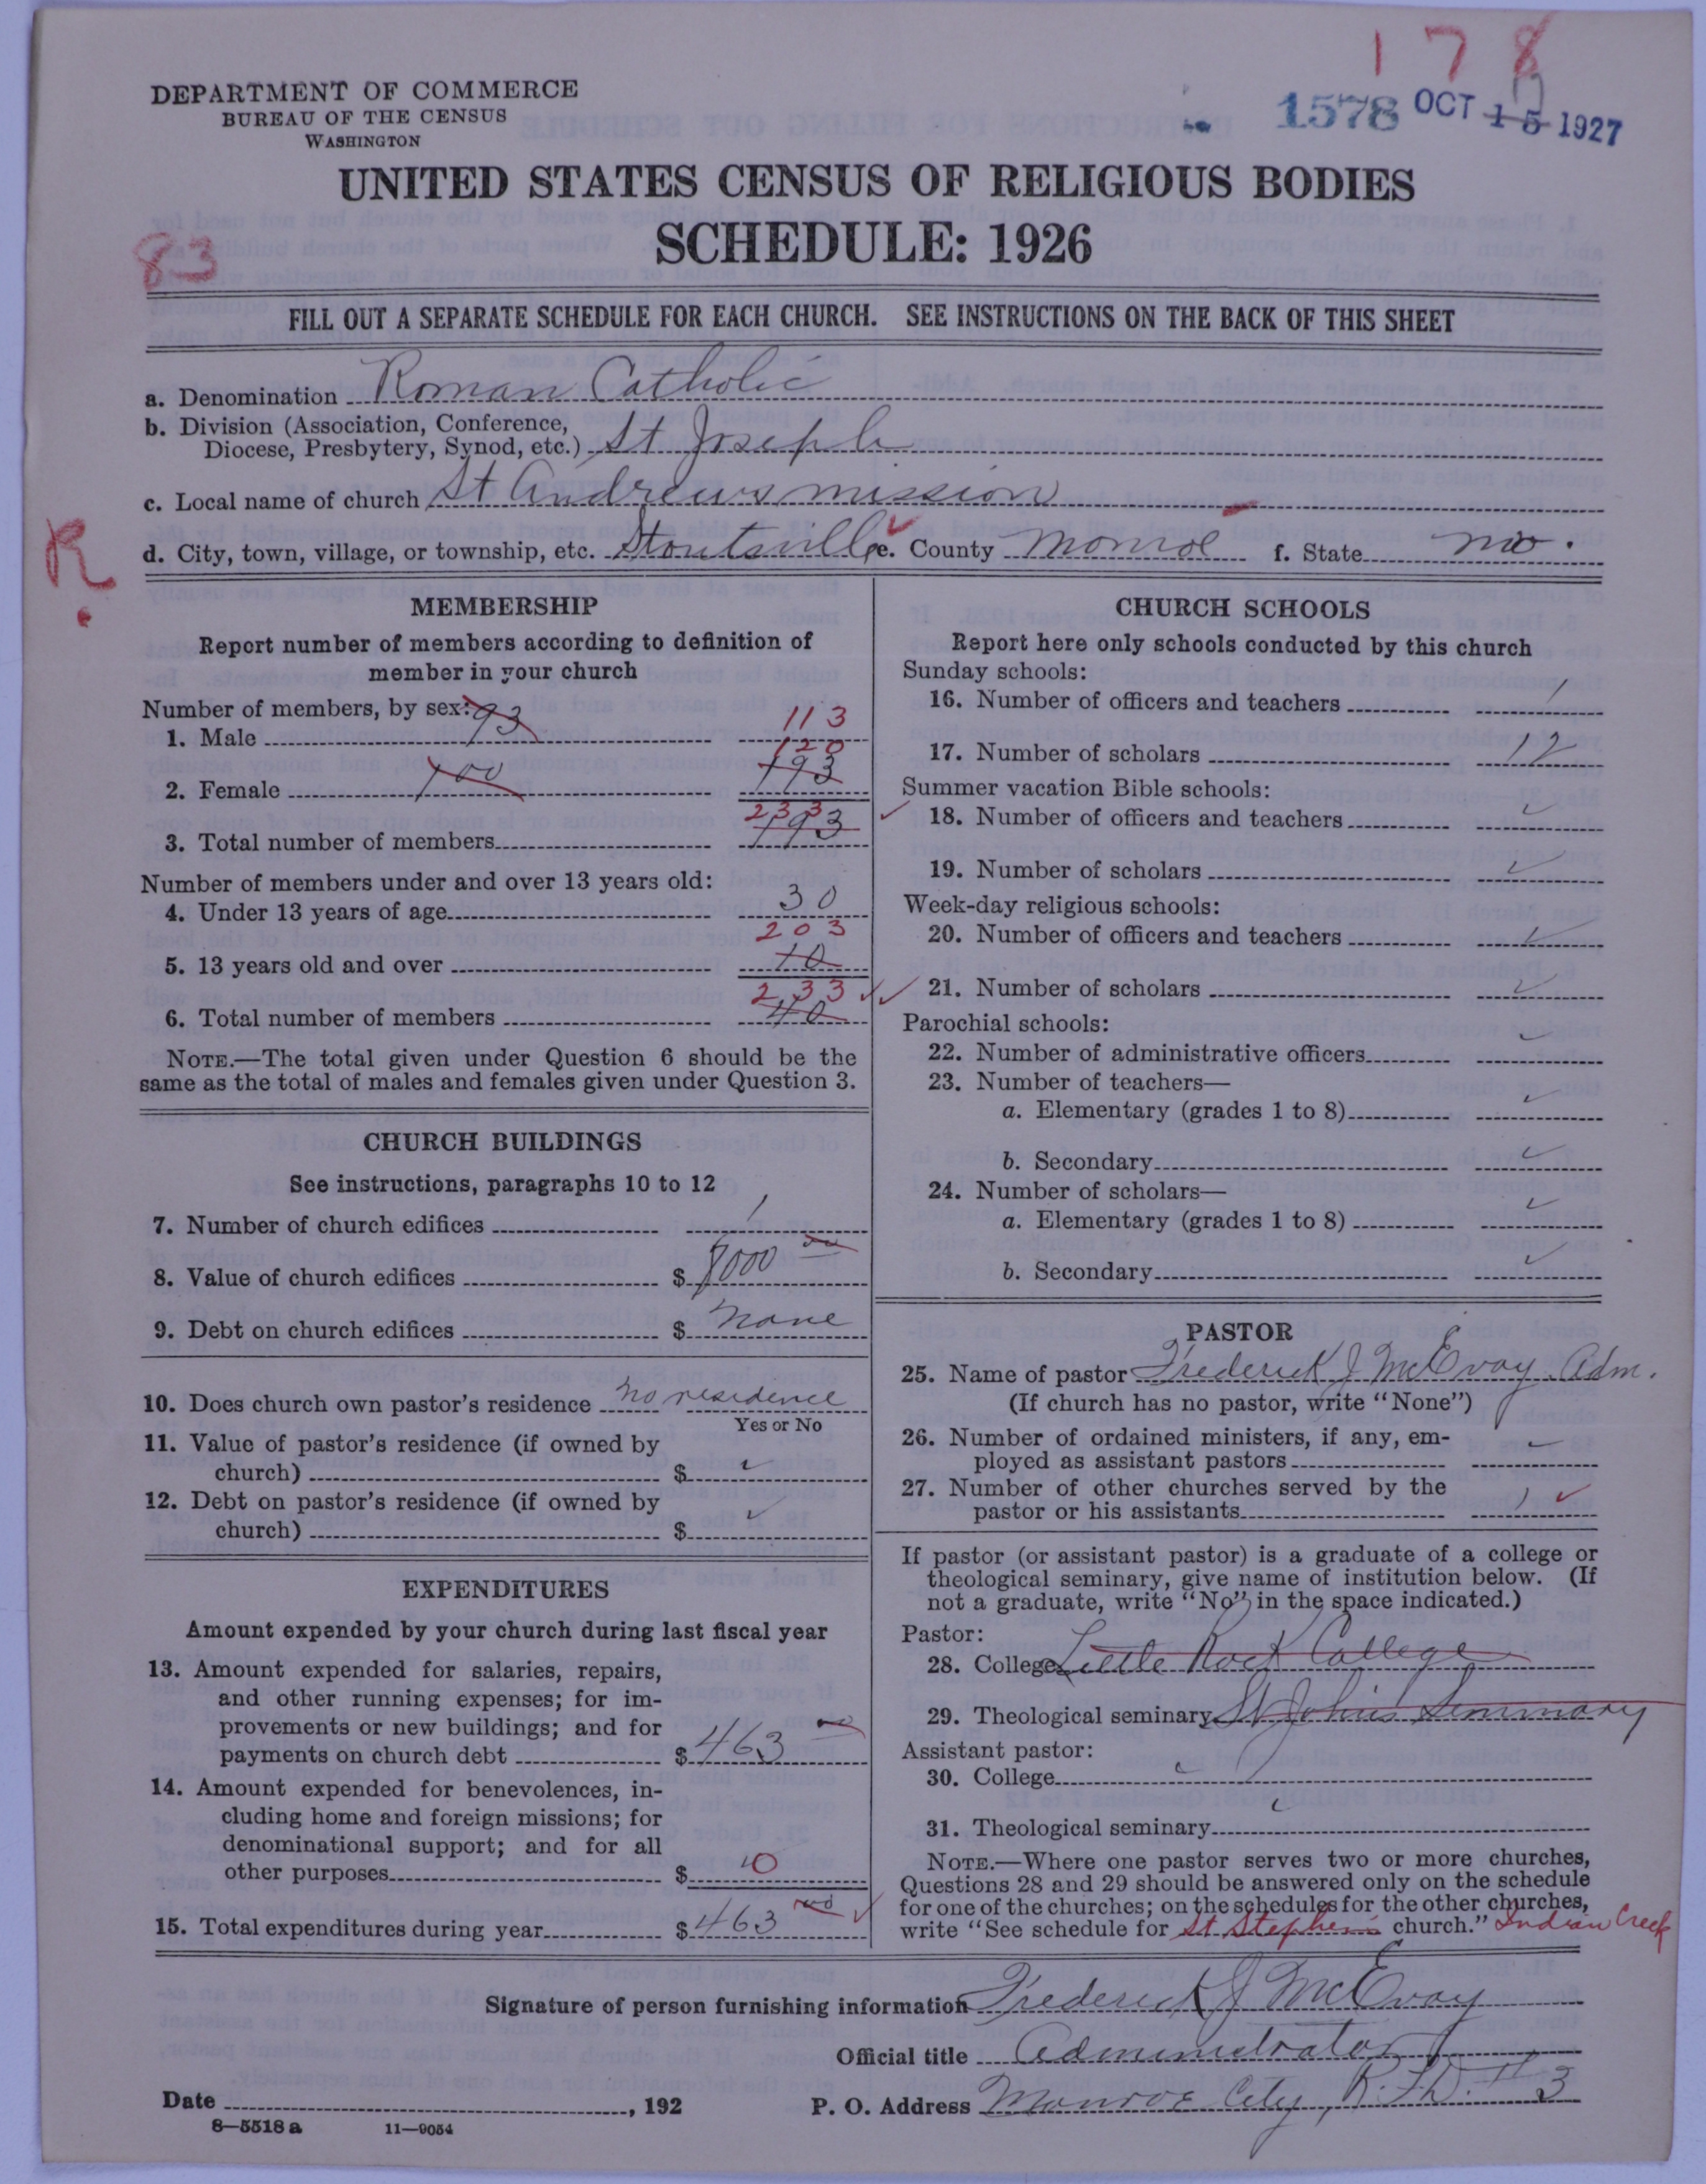 178
1578 OCT 15 1927
DEPARTMENT OF COMMERCE
BUREAU OF THE CENSUS
WASHINGTON
UNITED STATES CENSUS OF RELIGIOUS BODIES
SCHEDULE: 1926
83
FILL OUT A SEPARATE SCHEDULE FOR EACH CHURCH. SEE INSTRUCTIONS ON THE BACK OF THIS SHEET
a. Denomination Roman Catholic
b. Division (Association, Conference,
Diocese, Presbytery, Synod, etc.) St Joseph
c. Local name of church St Andrews mission
d. City, town, village, or township, etc. Stoutsville e. County Monroe f. State mo.
R.
MEMBERSHIP
Report number of members according to definition of
member in your church
Number of members, by sex: 93
1. Male 113
120
2. Female 100 193
233
3. Total number of members 193
Number of members under and over 13 years old:
4. Under 13 years of age 30
203
5. 13 years old and over 10
233
6. Total number of members 40
NOTE.—The total given under Question 6 should be the
same as the total of males and females given under Question 3.
CHURCH BUILDINGS
See instructions, paragraphs 10 to 12
7. Number of church edifices 1
8. Value of church edifices $ 8000 00
9. Debt on church edifices $ none
10. Does church own pastor's residence no residence
Yes or No
11. Value of pastor's residence (if owned by
church) $
12. Debt on pastor's residence (if owned by
church) $
EXPENDITURES
Amount expended by your church during last fiscal year
13. Amount expended for salaries, repairs,
and other running expenses; for im-
provements or new buildings; and for
payments on church debt $ 463 00
14. Amount expended for benevolences, in-
cluding home and foreign missions; for
denominational support; and for all
other purposes $ 0
15. Total expenditures during year $ 463 00
CHURCH SCHOOLS
Report here only schools conducted by this church
Sunday schools:
16. Number of officers and teachers 1
17. Number of scholars 12
Summer vacation Bible schools:
18. Number of officers and teachers
19. Number of scholars
Week-day religious schools:
20. Number of officers and teachers
21. Number of scholars
Parochial schools:
22. Number of administrative officers
23. Number of teachers—
a. Elementary (grades 1 to 8)
b. Secondary
24. Number of scholars—
a. Elementary (grades 1 to 8)
b. Secondary
PASTOR
25. Name of pastor Frederick J McEvoy. Adm.
(If church has no pastor, write "None")
26. Number of ordained ministers, if any, em-
ployed as assistant pastors
27. Number of other churches served by the
pastor or his assistants 1
If pastor (or assistant pastor) is a graduate of a college or
theological seminary, give name of institution below. (If
not a graduate, write "No" in the space indicated.)
Pastor:
28. College Little Rock College
29. Theological seminary St John's Seminary
Assistant pastor:
30. College
31. Theological seminary
NOTE.—Where one pastor serves two or more churches,
Questions 28 and 29 should be answered only on the schedule
for one of the churches; on the schedules for the other churches,
write "See schedule for St Stephen's church." Indian Creek
Signature of person furnishing information Frederick J McEvoy
Official title Administrator
Date , 192 P. O. Address Monroe City, R.F.D. #3
8—5518 a 11—9054